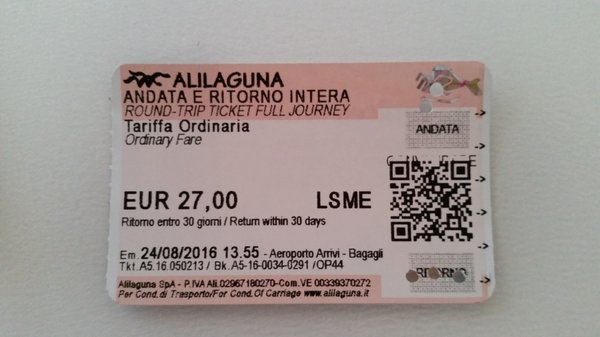 ALILAGUNA
ANDATA E RITORNO INTERA
ROUND-TRIP TICKET FULL JOURNEY
Tariffa Ordinaria
Ordinary Fare
ANDATA
EUR 27,00 LSME
Ritorno entro 30 giorni / Return within 30 days
Em. 24/08/2016 13.55 - Aeroporto Arrivi - Bagagli
Tkt.A5.16.050213 / Bk.A5-16-0034-0291 /OP44
RITORNO
Alilaguna SpA - P.IVA Ali.02967180270-Com.VE 00339370272
Per Cond. di Trasporto/For Cond. Of Carriage www.alilaguna.it